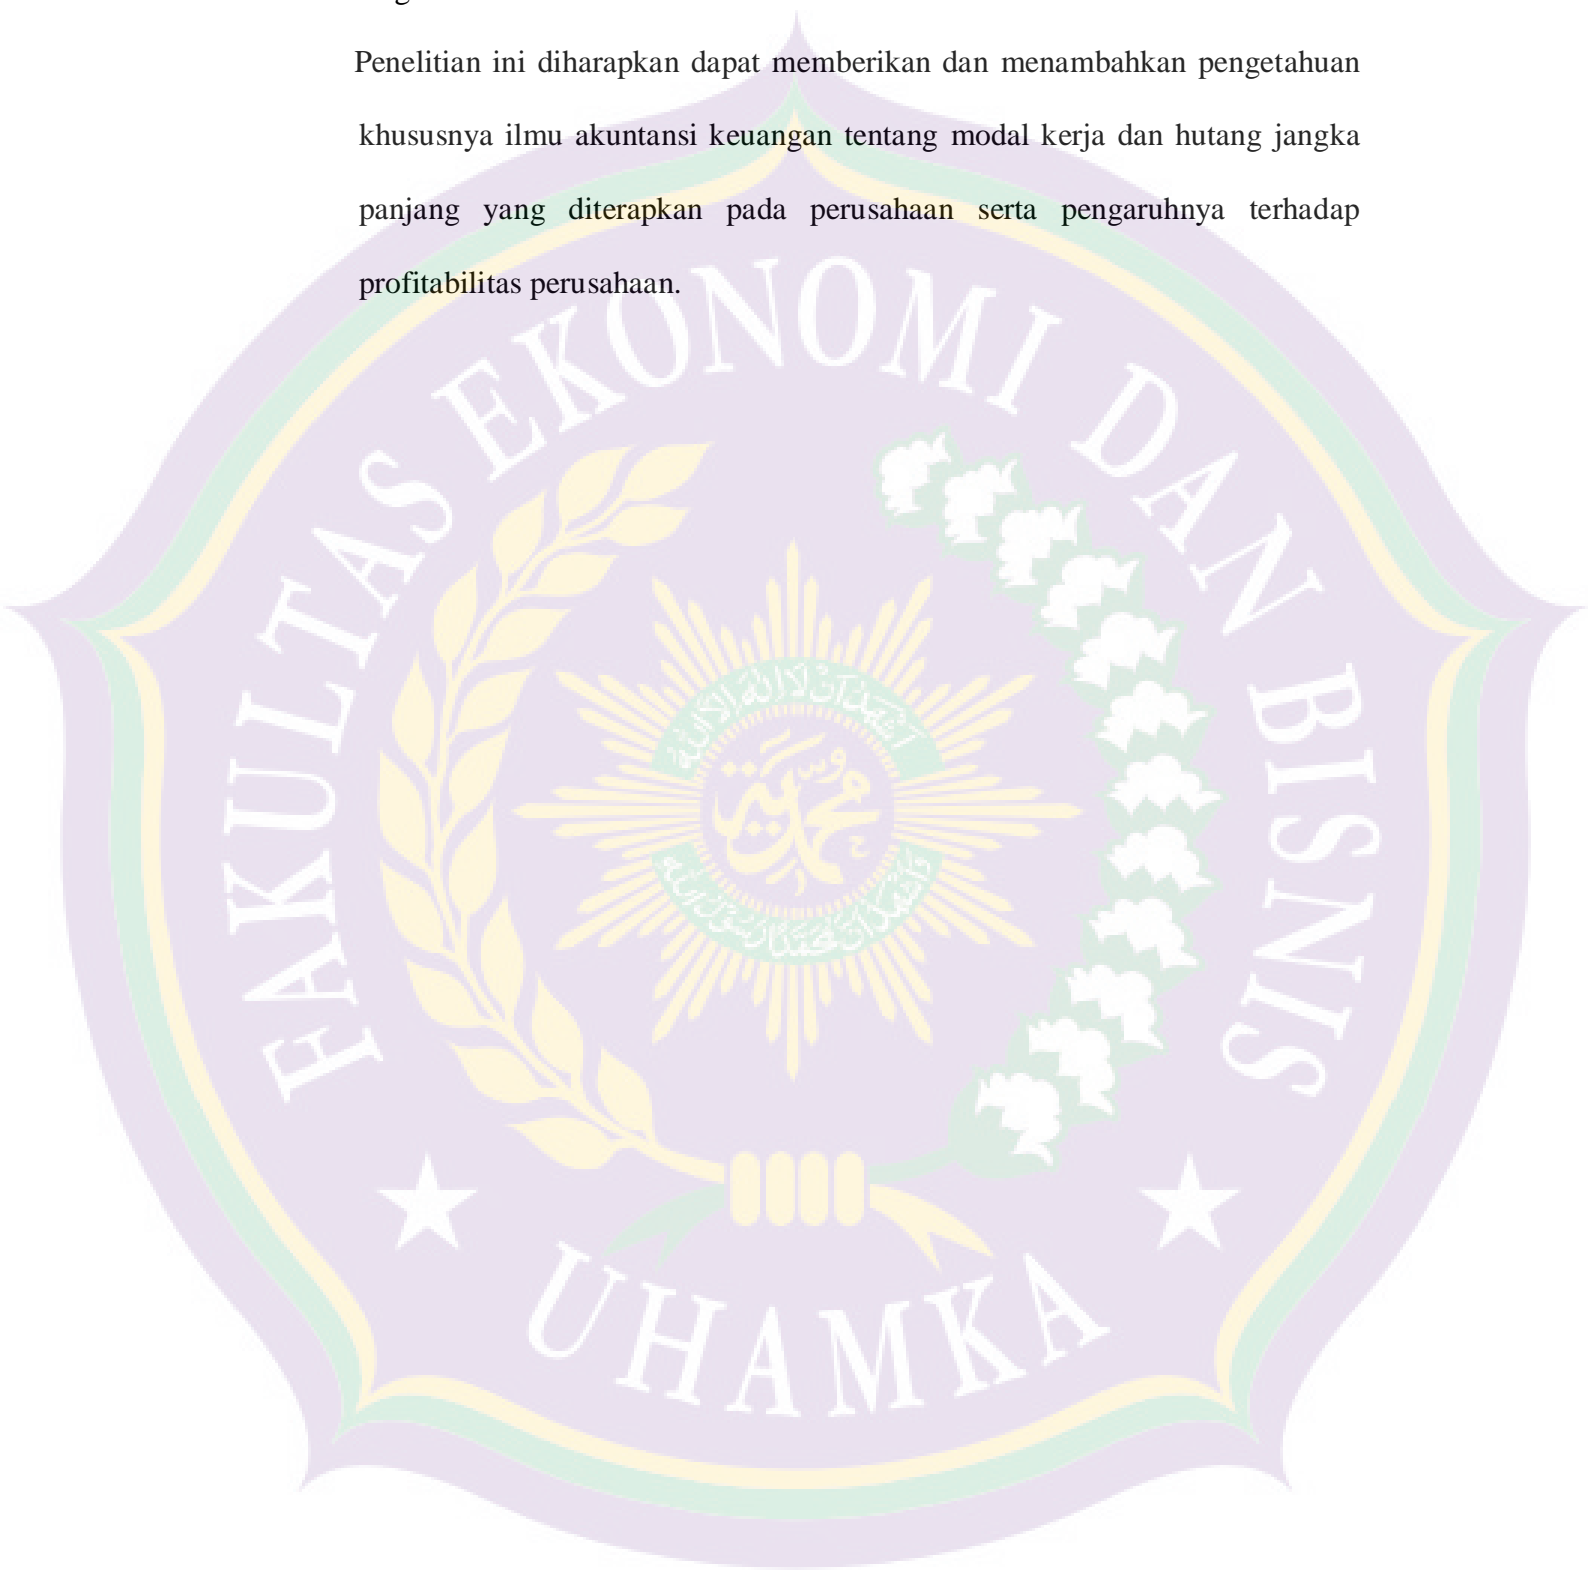 Penelitian ini diharapkan dapat memberikan dan menambahkan pengetahuan
khususnya ilmu akuntansi keuangan tentang modal kerja dan hutang jangka
panjang yang diterapkan pada perusahaan serta pengaruhnya terhadap
profitabilitas perusahaan.
FAKULTAS EKONOMI DAN BISNIS
محمدية
UHAMKA